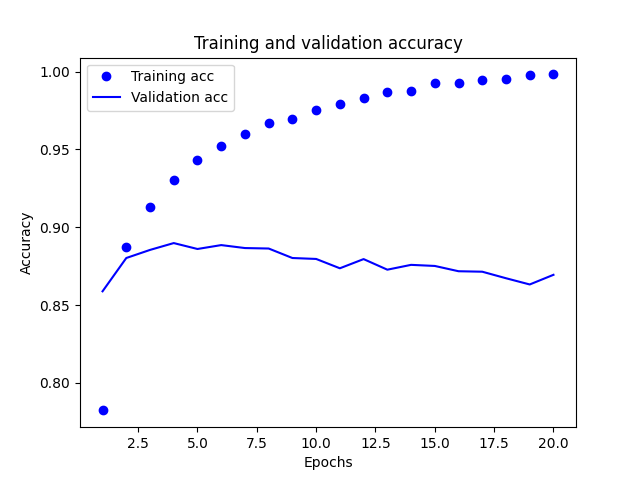 Training and validation accuracy
1.00
0.95
0.90
0.85
0.80
Accuracy
Training acc
Validation acc
2.5 5.0 7.5 10.0 12.5 15.0 17.5 20.0
Epochs